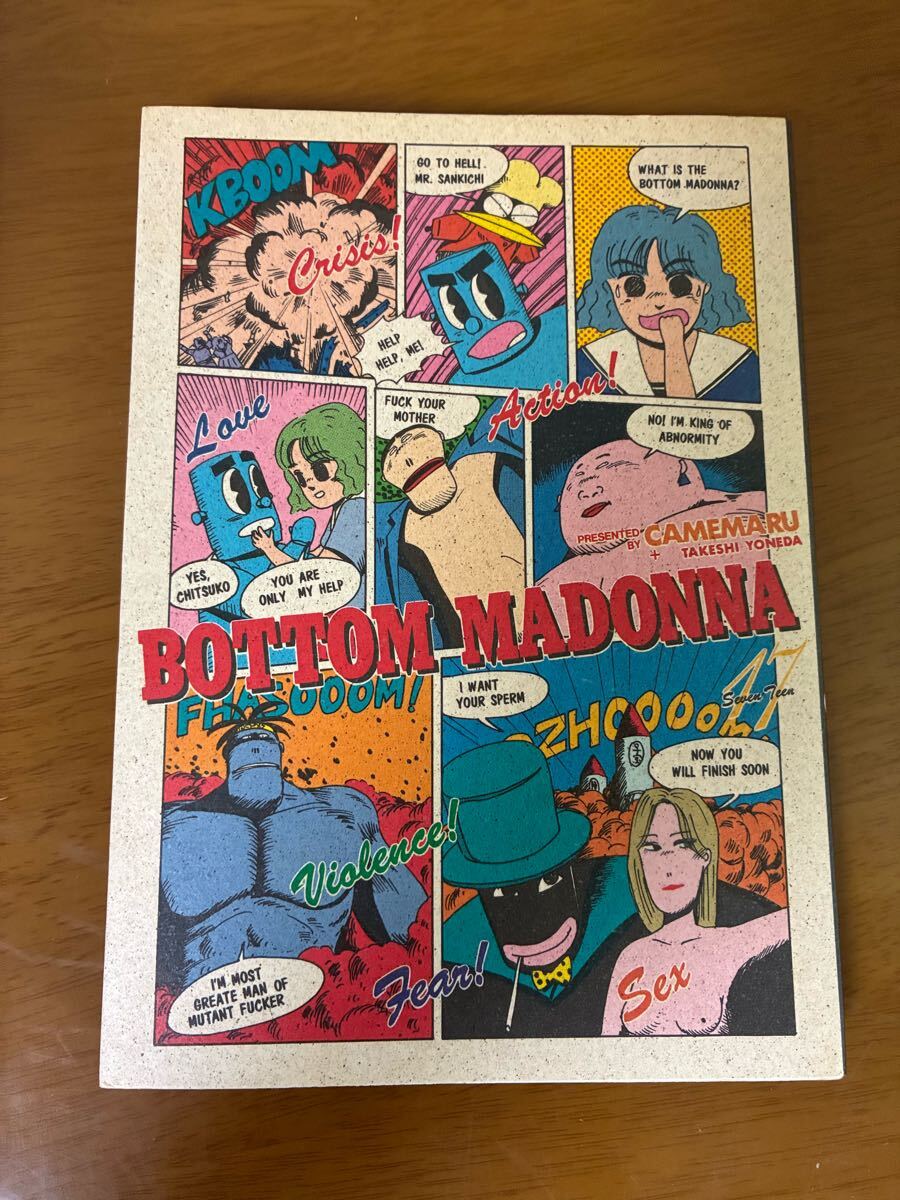 KBOOM
Crisis!
GO TO HELL!
MR. SANKICHI
WHAT IS THE
BOTTOM MADONNA?
HELP
HELP, ME!
Action!
Love
YES,
CHITSUKO
YOU ARE
ONLY MY HELP
FUCK YOUR
MOTHER
NO! I'M KING OF
ABNORMITY
PRESENTED
BY CAMEMARU
+ TAKESHI YONEDA
BOTTOM MADONNA
17
Seven Teen
I'M MOST
GREATE MAN OF
MUTANT FUCKER
Violence!
I WANT
YOUR SPERM
NOW YOU
WILL FINISH SOON
Fear!
Sex